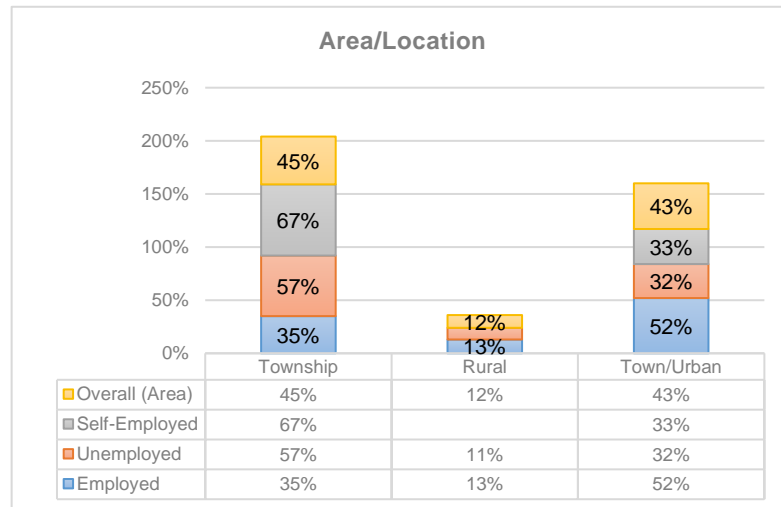 Area/Location
250%
200%
150%
100%
50%
0%
45%
67%
57%
35%
12%
13%
43%
33%
32%
52%
Township Rural Town/Urban
Overall (Area) 45% 12% 43%
Self-Employed 67% 33%
Unemployed 57% 11% 32%
Employed 35% 13% 52%